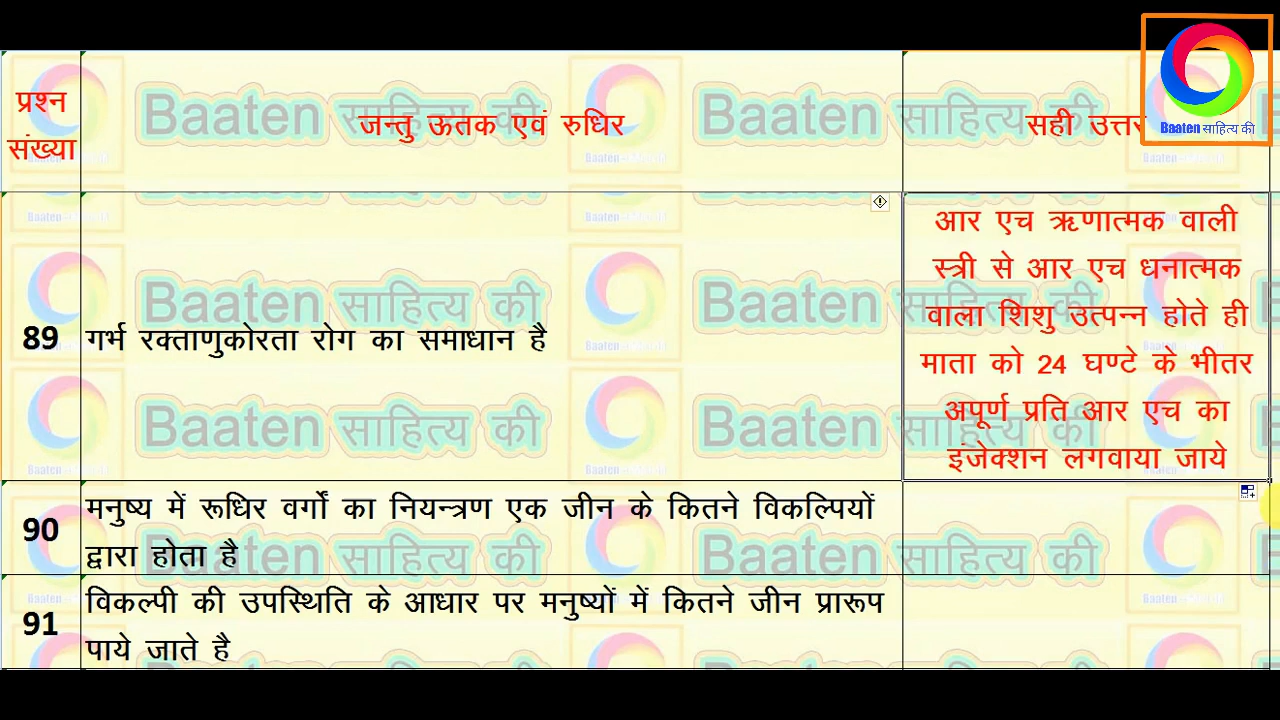 प्रश्न
संख्या
जन्तु ऊतक एवं रुधिर
सही उत्तर
Baaten साहित्य की
89
गर्भ रक्ताणुकोरता रोग का समाधान है
आर एच ऋणात्मक वाली
स्त्री से आर एच धनात्मक
वाला शिशु उत्पन्न होते ही
माता को 24 घण्टे के भीतर
अपूर्ण प्रति आर एच का
इंजेक्शन लगवाया जाये
90
मनुष्य में रूधिर वर्गों का नियन्त्रण एक जीन के कितने विकल्पियों
द्वारा होता है
91
विकल्पी की उपस्थिति के आधार पर मनुष्यों में कितने जीन प्रारूप
पाये जाते है